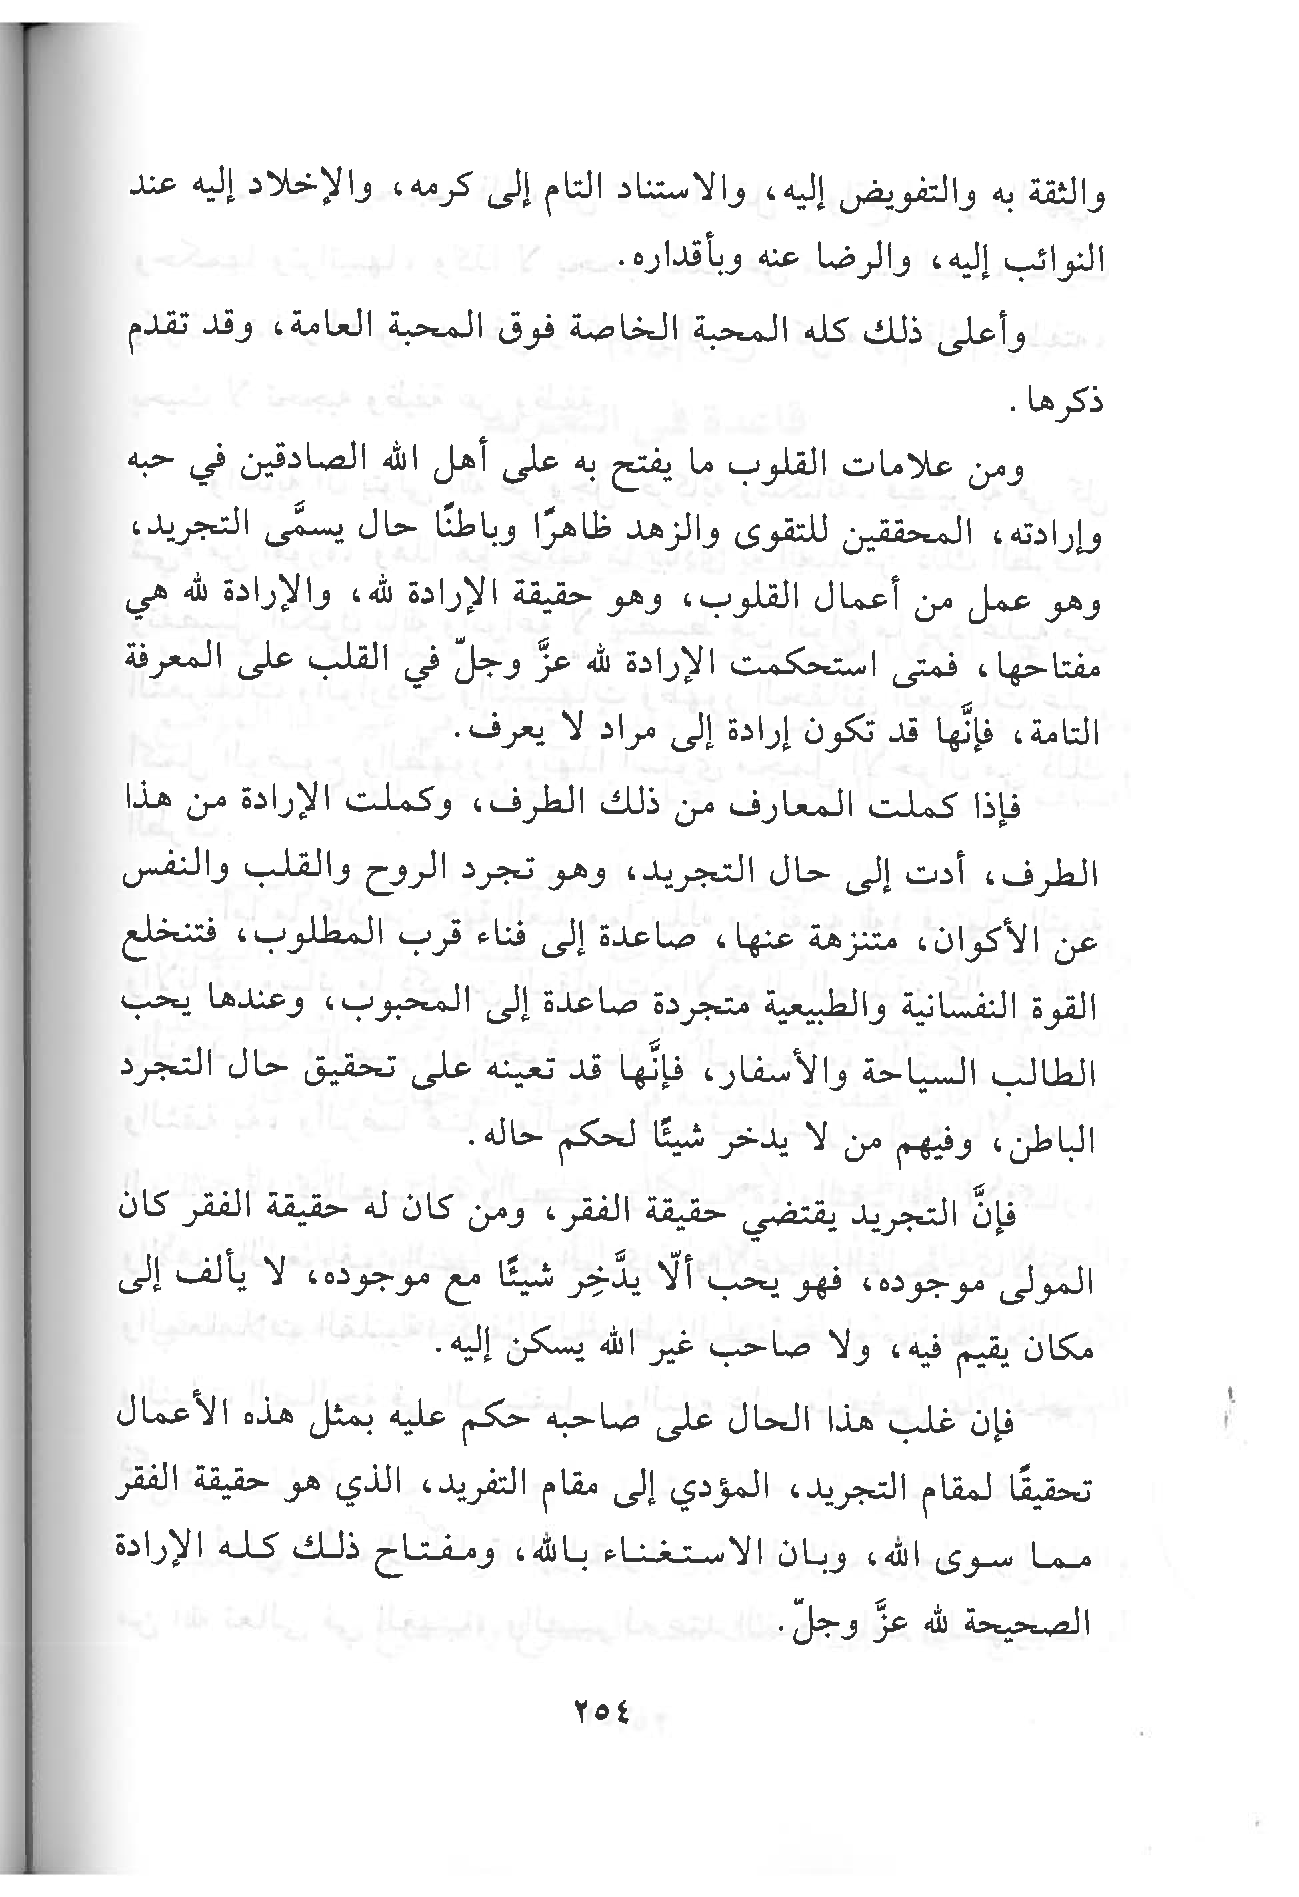 والثقة به والتفويض إليه، والاستناد التام إلى كرمه، والإخلاد إليه عند
النوائب إليه، والرضا عنه وبأقداره.
وأعلى ذلك كله المحبة الخاصة فوق المحبة العامة، وقد تقدم
ذكرها.
ومن علامات القلوب ما يفتح به على أهل الله الصادقين في حبه
وإرادته، المحققين للتقوى والزهد ظاهرًا وباطنًا حال يسمَّى التجريد،
وهو عمل من أعمال القلوب، وهو حقيقة الإرادة لله، والإرادة لله هي
مفتاحها، فمتى استحكمت الإرادة لله عزَّ وجلّ في القلب على المعرفة
التامة، فإنَّها قد تكون إرادة إلى مراد لا يعرف.
فإذا كملت المعارف من ذلك الطرف، وكملت الإرادة من هذا
الطرف، أدت إلى حال التجريد، وهو تجرد الروح والقلب والنفس
عن الأكوان، متنزهة عنها، صاعدة إلى فناء قرب المطلوب، فتنخلع
القوة النفسانية والطبيعية متجردة صاعدة إلى المحبوب، وعندها يحب
الطالب السياحة والأسفار، فإنَّها قد تعينه على تحقيق حال التجرد
الباطن، وفيهم من لا يدخر شيئًا لحكم حاله.
فإنَّ التجريد يقتضي حقيقة الفقر، ومن كان له حقيقة الفقر كان
المولى موجوده، فهو يحب ألّا يدَّخِر شيئًا مع موجوده، لا يألف إلى
مكان يقيم فيه، ولا صاحب غير الله يسكن إليه.
فإن غلب هذا الحال على صاحبه حكم عليه بمثل هذه الأعمال
تحقيقًا لمقام التجريد، المؤدي إلى مقام التفريد، الذي هو حقيقة الفقر
مما سوى الله، وبان الاستغناء بالله، ومفتاح ذلك كله الإرادة
الصحيحة لله عزَّ وجلّ.
٢٥٤